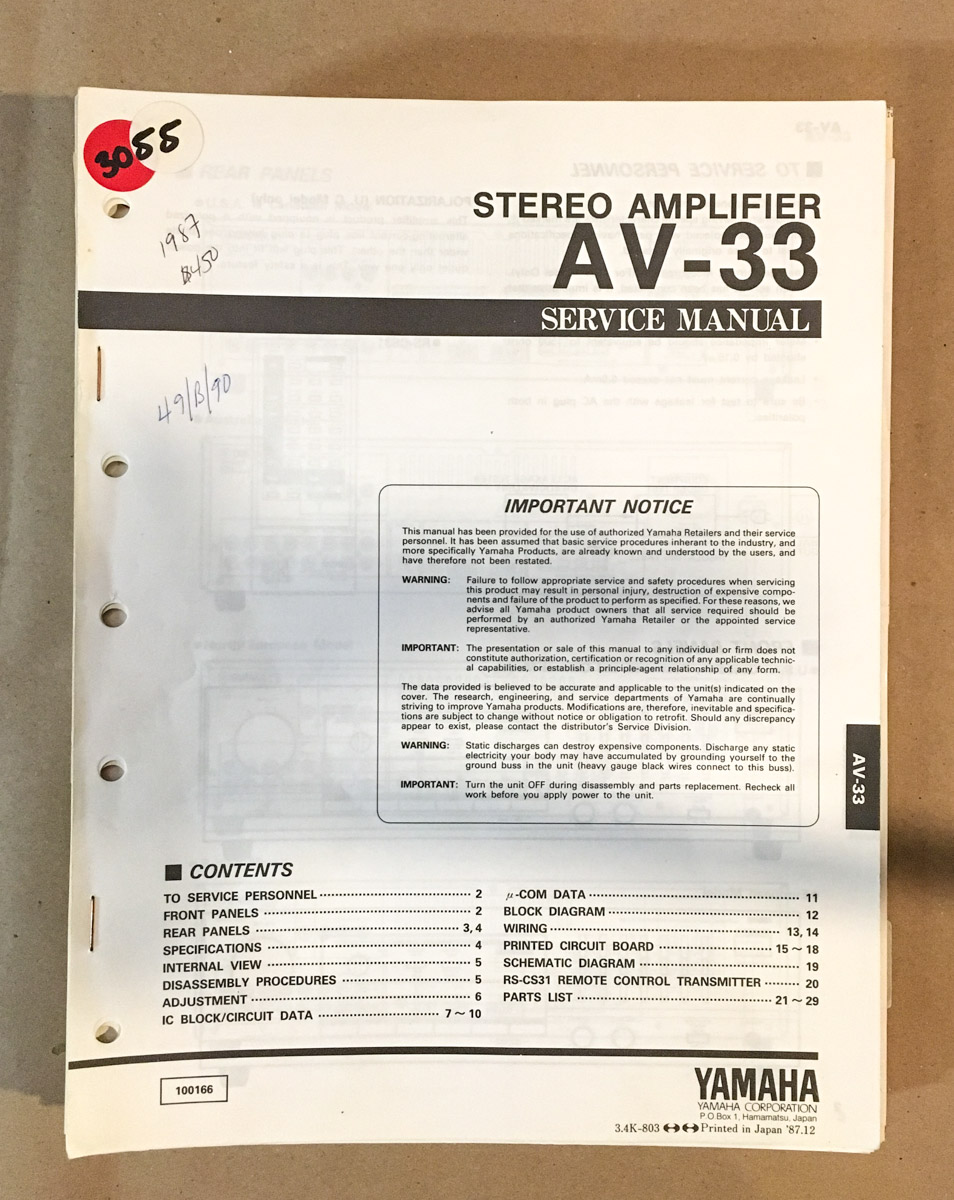 3055
1987
$450
STEREO AMPLIFIER
AV-33
SERVICE MANUAL
49/B/90
IMPORTANT NOTICE
This manual has been provided for the use of authorized Yamaha Retailers and their service
personnel. It has been assumed that basic service procedures inherant to the industry, and
more specifically Yamaha Products, are already known and understood by the users, and
have therefore not been restated.
WARNING: Failure to follow appropriate service and safety procedures when servicing
this product may result in personal injury, destruction of expensive compo-
nents and failure of the product to perform as specified. For these reasons, we
advise all Yamaha product owners that all service required should be
performed by an authorized Yamaha Retailer or the appointed service
representative.
IMPORTANT: The presentation or sale of this manual to any individual or firm does not
constitute authorization, certification or recognition of any applicable technic-
al capabilities, or establish a principle-agent relationship of any form.
The data provided is believed to be accurate and applicable to the unit(s) indicated on the
cover. The research, engineering, and service departments of Yamaha are continually
striving to improve Yamaha products. Modifications are, therefore, inevitable and specifica-
tions are subject to change without notice or obligation to retrofit. Should any discrepancy
appear to exist, please contact the distributor's Service Division.
WARNING: Static discharges can destroy expensive components. Discharge any static
electricity your body may have accumulated by grounding yourself to the
ground buss in the unit (heavy gauge black wires connect to this buss).
IMPORTANT: Turn the unit OFF during disassembly and parts replacement. Recheck all
work before you apply power to the unit.
AV-33
■ CONTENTS
TO SERVICE PERSONNEL 2
FRONT PANELS 2
REAR PANELS 3, 4
SPECIFICATIONS 4
INTERNAL VIEW 5
DISASSEMBLY PROCEDURES 5
ADJUSTMENT 6
IC BLOCK/CIRCUIT DATA 7～10
μ-COM DATA 11
BLOCK DIAGRAM 12
WIRING 13, 14
PRINTED CIRCUIT BOARD 15～18
SCHEMATIC DIAGRAM 19
RS-CS31 REMOTE CONTROL TRANSMITTER 20
PARTS LIST 21～29
100166
YAMAHA
YAMAHA CORPORATION
P.O.Box 1, Hamamatsu, Japan
3.4K-803 Printed in Japan '87.12